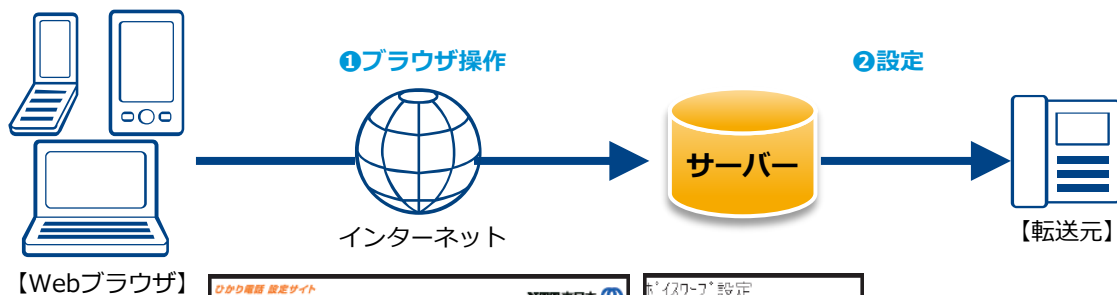 ❶ブラウザ操作
❷設定
サーバー
インターネット
【転送元】
【Webブラウザ】
ひかり電話 設定サイト
ボイスワープ設定